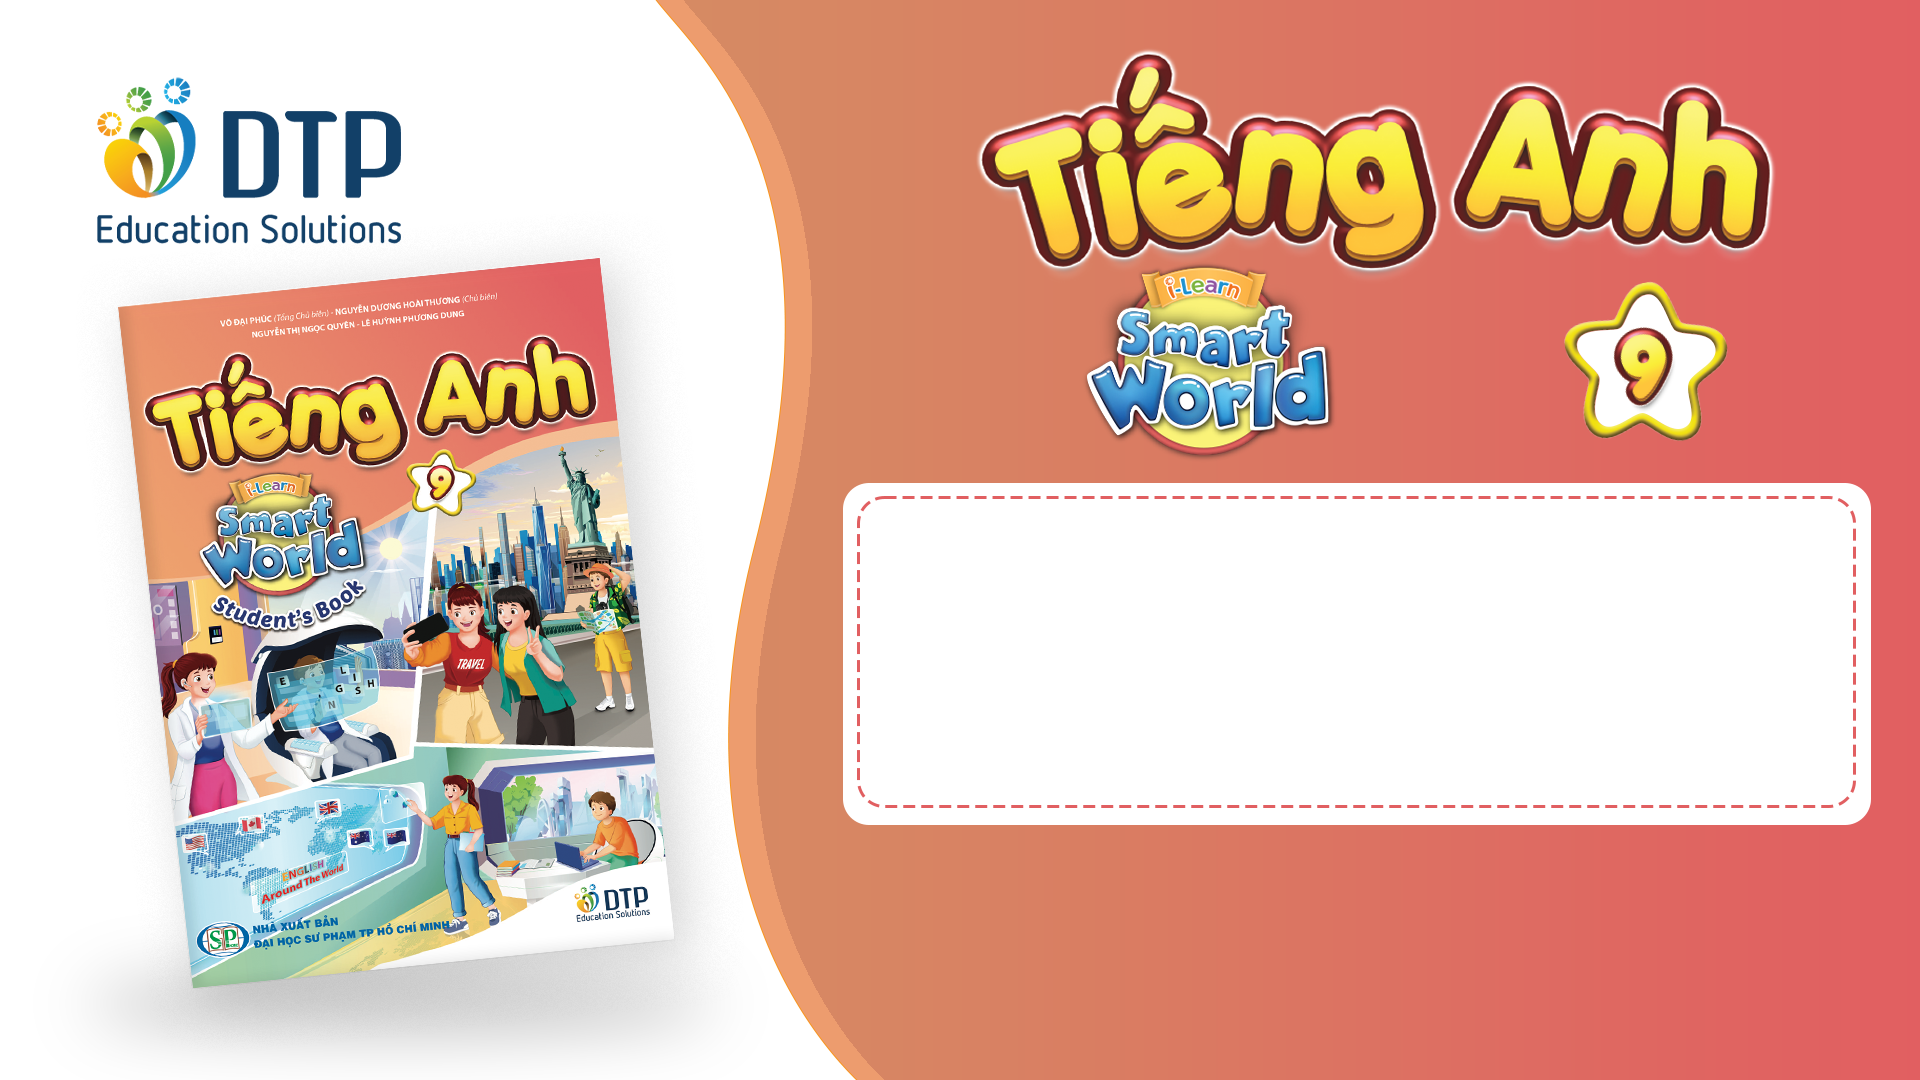 DTP
Education Solutions
Tiếng Anh
i-Learn
Smart
World
9
VÕ ĐẠI PHÚC (Tổng Chủ biên) - NGUYỄN DƯƠNG HOÀI THƯƠNG (Chủ biên)
NGUYỄN THỊ NGỌC QUYÊN - LÊ HUỲNH PHƯƠNG DUNG
Tiếng Anh
9
i-Learn
Smart
World
Student's Book
TRAVEL
E L I
N G S H
ENGLISH
Around The World
SP
NHÀ XUẤT BẢN
ĐẠI HỌC SƯ PHẠM TP HỒ CHÍ MINH
DTP
Education Solutions